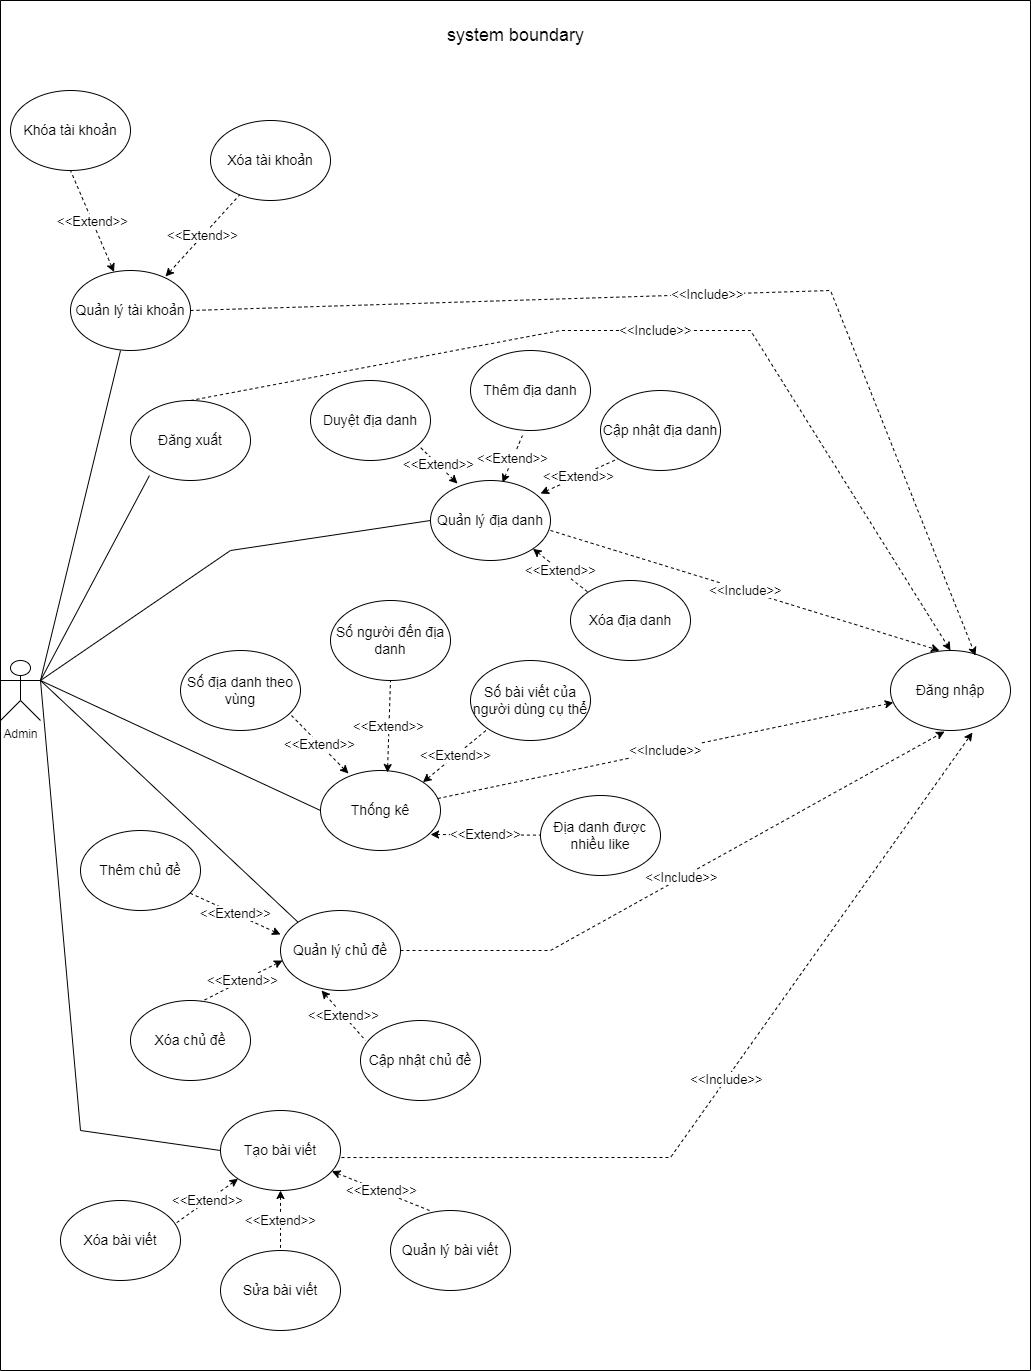 system boundary
Khóa tài khoản
Xóa tài khoản
<<Extend>>
<<Extend>>
Quản lý tài khoản
<<Include>>
<<Include>>
Đăng xuất
Duyệt địa danh
Thêm địa danh
Cập nhật địa danh
<<Extend>>
<<Extend>>
<<Extend>>
Quản lý địa danh
<<Extend>>
<<Include>>
Xóa địa danh
Số người đến địa
danh
Số địa danh theo
vùng
Số bài viết của
người dùng cụ thể
Đăng nhập
Admin
<<Extend>>
<<Extend>>
<<Extend>>
<<Include>>
Thống kê
<<Extend>>
Địa danh được
nhiều like
Thêm chủ đề
<<Include>>
<<Extend>>
Quản lý chủ đề
<<Extend>>
<<Extend>>
Xóa chủ đề
Cập nhật chủ đề
<<Include>>
Tạo bài viết
<<Extend>>
<<Extend>>
<<Extend>>
Xóa bài viết
Quản lý bài viết
Sửa bài viết